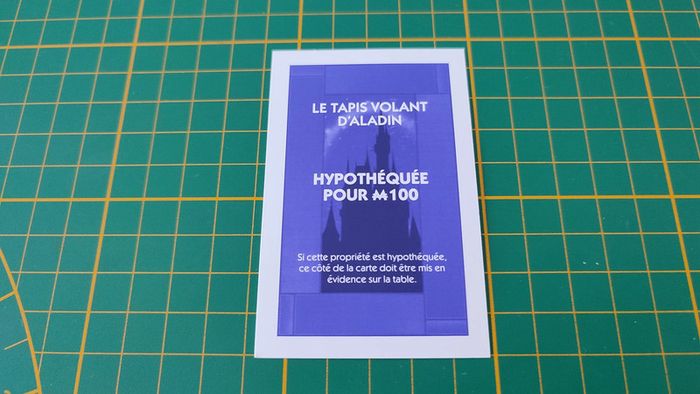 LE TAPIS VOLANT
D'ALADIN
HYPOTHÉQUÉE
POUR M100
Si cette propriété est hypothéquée,
ce côté de la carte doit être mis en
évidence sur la table.